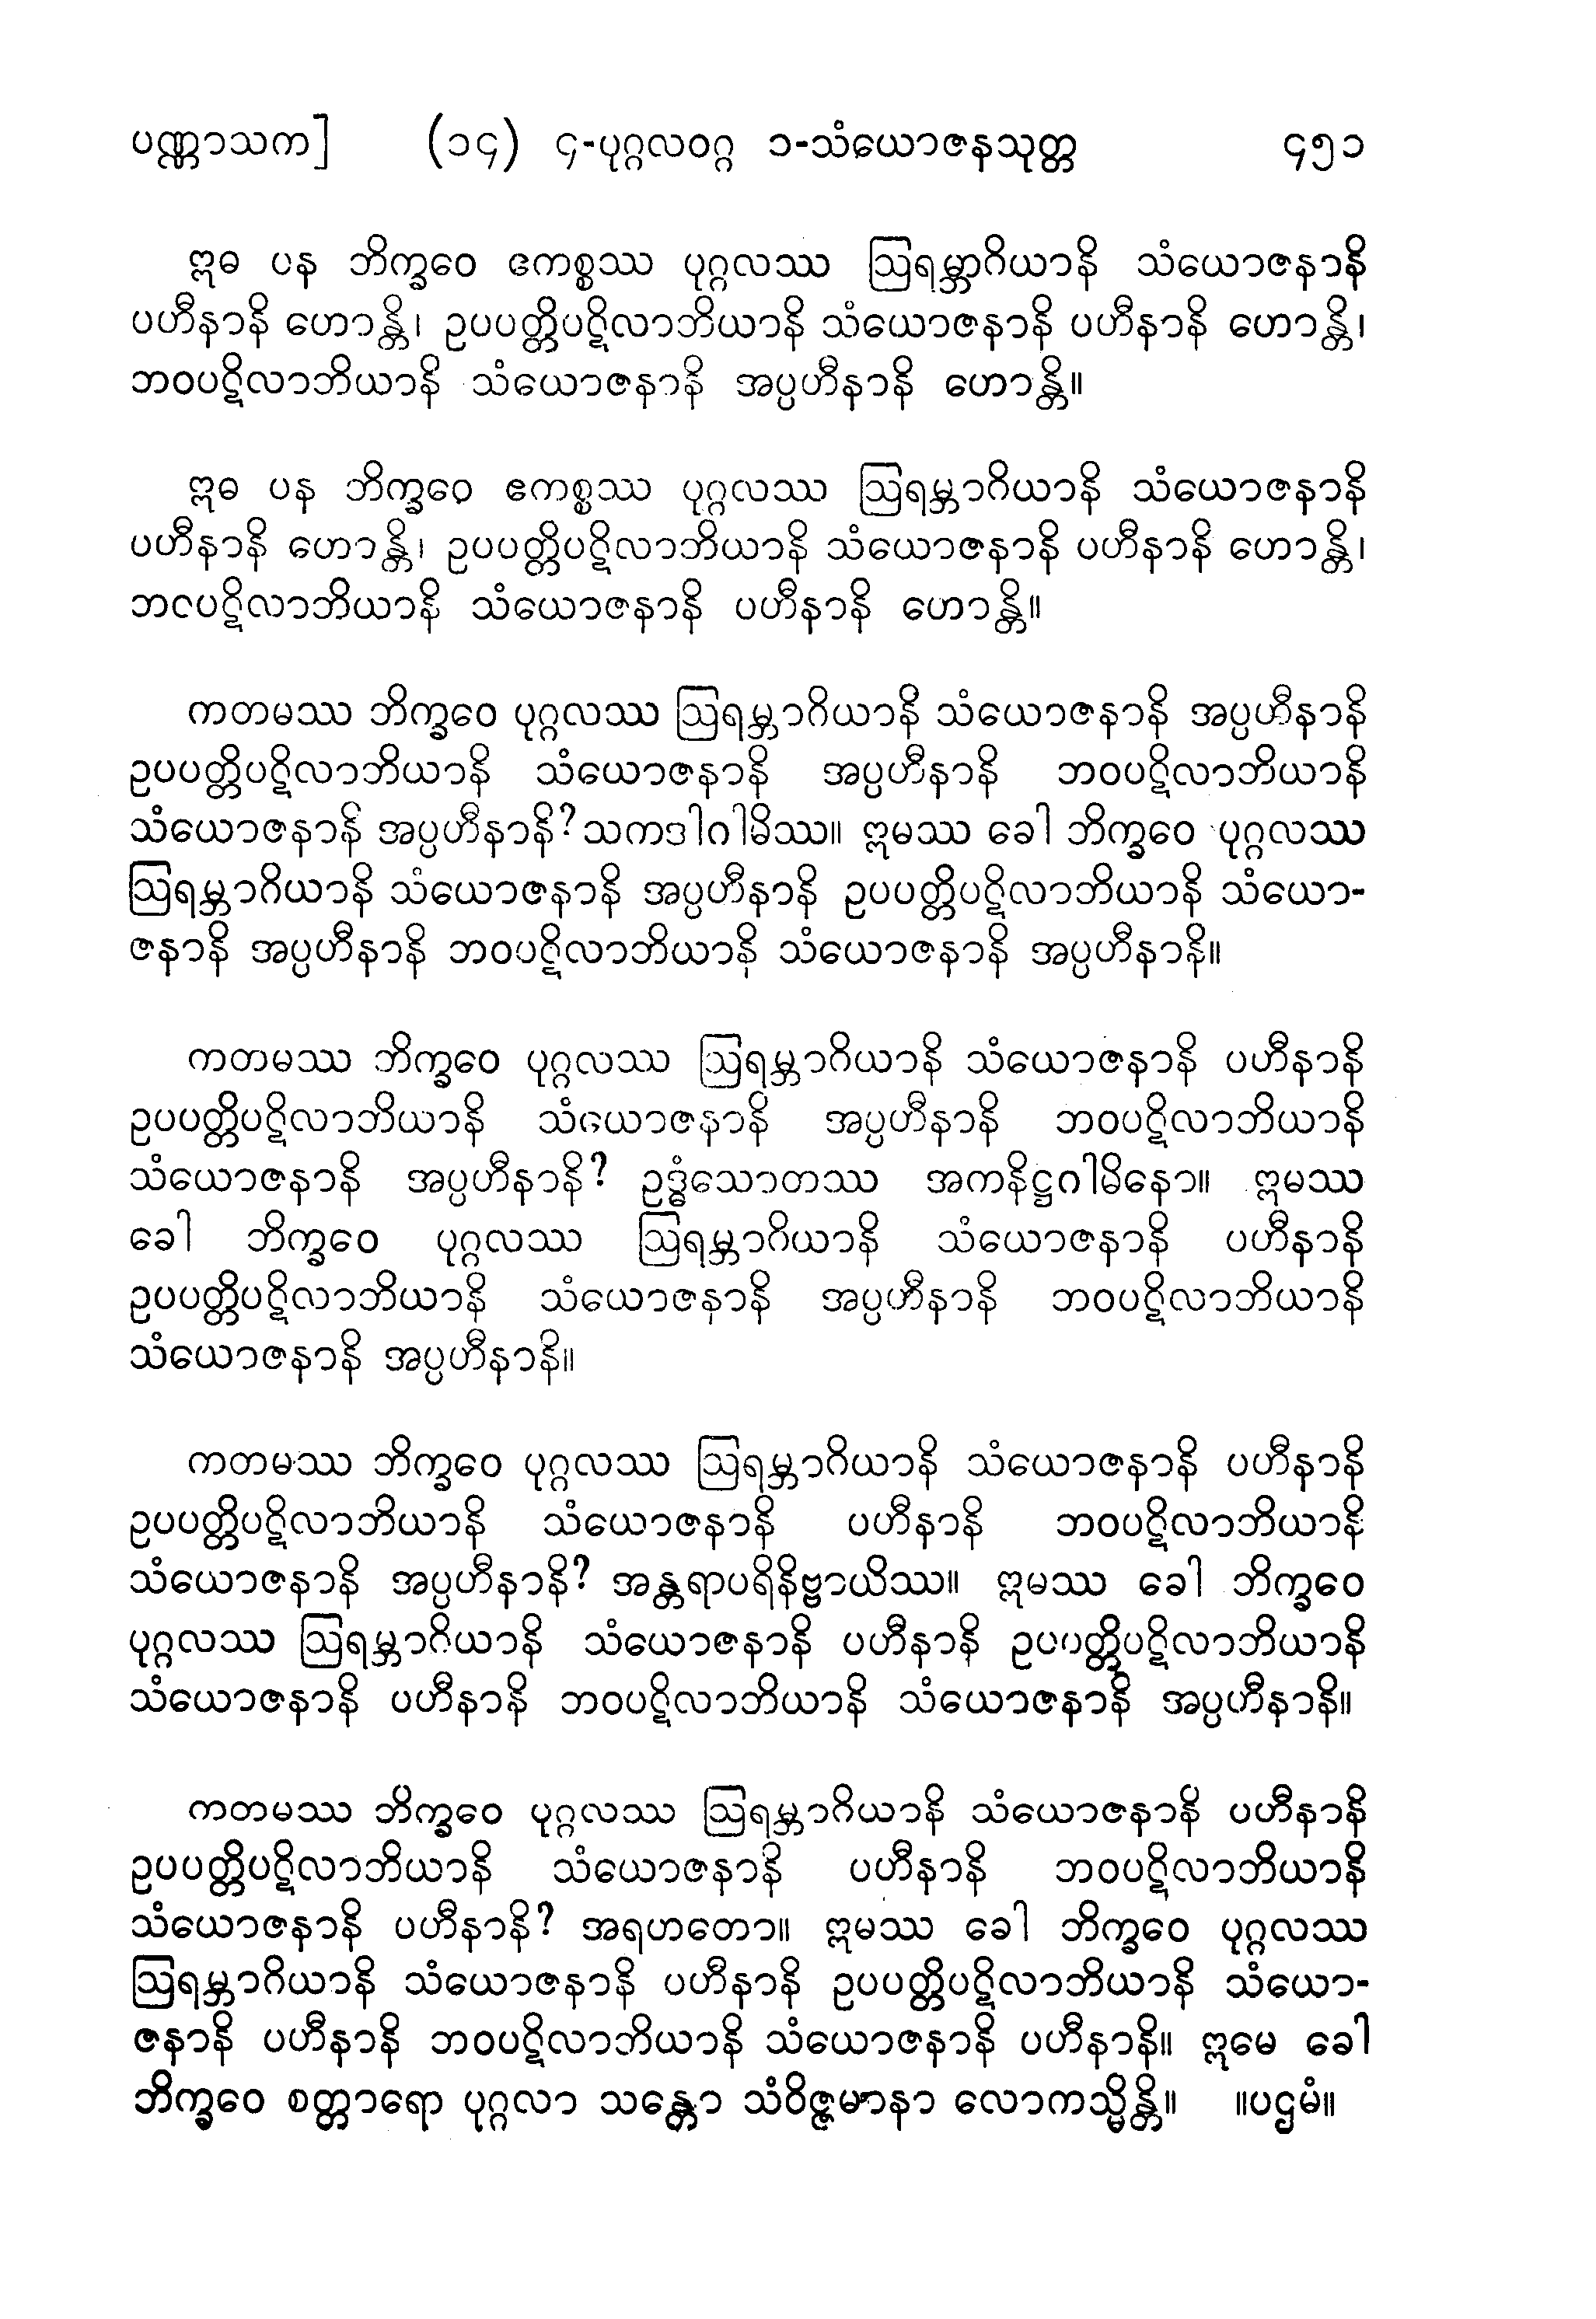 ပဏ္ဏာသက] (၁၄) ၄-ပုဂ္ဂလဝဂ္ဂ ၁-သံယောဇနသုတ္တ ၄၅၁
ဣဓ ပန ဘိက္ခဝေ ဧကစ္စဿ ပုဂ္ဂလဿ ဩရမ္ဘာဂိယာနိ သံယောဇနာနိ
ပဟီနာနိ ဟောန္တိ၊ ဥပပတ္တိပဋိလာဘိယာနိ သံယောဇနာနိ ပဟီနာနိ ဟောန္တိ၊
ဘဝပဋိလာဘိယာနိ သံယောဇနာနိ အပ္ပဟီနာနိ ဟောန္တိ။
ဣဓ ပန ဘိက္ခဝေ ဧကစ္စဿ ပုဂ္ဂလဿ ဩရမ္ဘာဂိယာနိ သံယောဇနာနိ
ပဟီနာနိ ဟောန္တိ၊ ဥပပတ္တိပဋိလာဘိယာနိ သံယောဇနာနိ ပဟီနာနိ ဟောန္တိ၊
ဘဝပဋိလာဘိယာနိ သံယောဇနာနိ ပဟီနာနိ ဟောန္တိ။
ကတမဿ ဘိက္ခဝေ ပုဂ္ဂလဿ ဩရမ္ဘာဂိယာနိ သံယောဇနာနိ အပ္ပဟီနာနိ
ဥပပတ္တိပဋိလာဘိယာနိ သံယောဇနာနိ အပ္ပဟီနာနိ ဘဝပဋိလာဘိယာနိ
သံယောဇနာနိ အပ္ပဟီနာနိ? သကဒါဂါမိဿ။ ဣမဿ ခေါ ဘိက္ခဝေ ပုဂ္ဂလဿ
ဩရမ္ဘာဂိယာနိ သံယောဇနာနိ အပ္ပဟီနာနိ ဥပပတ္တိပဋိလာဘိယာနိ သံယော-
ဇနာနိ အပ္ပဟီနာနိ ဘဝပဋိလာဘိယာနိ သံယောဇနာနိ အပ္ပဟီနာနိ။
ကတမဿ ဘိက္ခဝေ ပုဂ္ဂလဿ ဩရမ္ဘာဂိယာနိ သံယောဇနာနိ ပဟီနာနိ
ဥပပတ္တိပဋိလာဘိယာနိ သံယောဇနာနိ အပ္ပဟီနာနိ ဘဝပဋိလာဘိယာနိ
သံယောဇနာနိ အပ္ပဟီနာနိ? ဥဒ္ဓံသောတဿ အကနိဋ္ဌဂါမိနော။ ဣမဿ
ခေါ ဘိက္ခဝေ ပုဂ္ဂလဿ ဩရမ္ဘာဂိယာနိ သံယောဇနာနိ ပဟီနာနိ
ဥပပတ္တိပဋိလာဘိယာနိ သံယောဇနာနိ အပ္ပဟီနာနိ ဘဝပဋိလာဘိယာနိ
သံယောဇနာနိ အပ္ပဟီနာနိ။
ကတမဿ ဘိက္ခဝေ ပုဂ္ဂလဿ ဩရမ္ဘာဂိယာနိ သံယောဇနာနိ ပဟီနာနိ
ဥပပတ္တိပဋိလာဘိယာနိ သံယောဇနာနိ ပဟီနာနိ ဘဝပဋိလာဘိယာနိ
သံယောဇနာနိ အပ္ပဟီနာနိ? အန္တရာပရိနိဗ္ဗာယိဿ။ ဣမဿ ခေါ ဘိက္ခဝေ
ပုဂ္ဂလဿ ဩရမ္ဘာဂိယာနိ သံယောဇနာနိ ပဟီနာနိ ဥပပတ္တိပဋိလာဘိယာနိ
သံယောဇနာနိ ပဟီနာနိ ဘဝပဋိလာဘိယာနိ သံယောဇနာနိ အပ္ပဟီနာနိ။
ကတမဿ ဘိက္ခဝေ ပုဂ္ဂလဿ ဩရမ္ဘာဂိယာနိ သံယောဇနာနိ ပဟီနာနိ
ဥပပတ္တိပဋိလာဘိယာနိ သံယောဇနာနိ ပဟီနာနိ ဘဝပဋိလာဘိယာနိ
သံယောဇနာနိ ပဟီနာနိ? အရဟတော။ ဣမဿ ခေါ ဘိက္ခဝေ ပုဂ္ဂလဿ
ဩရမ္ဘာဂိယာနိ သံယောဇနာနိ ပဟီနာနိ ဥပပတ္တိပဋိလာဘိယာနိ သံယော-
ဇနာနိ ပဟီနာနိ ဘဝပဋိလာဘိယာနိ သံယောဇနာနိ ပဟီနာနိ။ ဣမေ ခေါ
ဘိက္ခဝေ စတ္တာရော ပုဂ္ဂလာ သန္တော သံဝိဇ္ဇမာနာ လောကသ္မိန္တိ။ ။ပဌမံ။